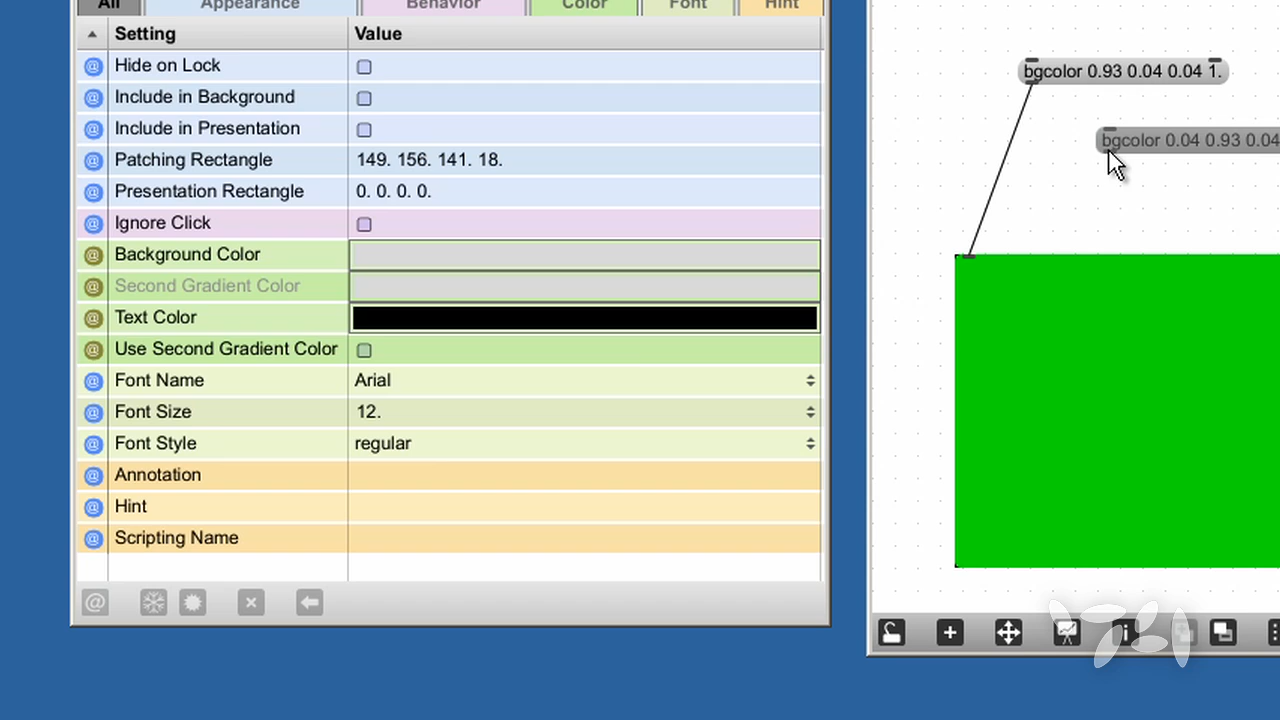 All Appearance Behavior Color Font Hint
Setting Value
Hide on Lock
Include in Background
Include in Presentation
Patching Rectangle 149. 156. 141. 18.
Presentation Rectangle 0. 0. 0. 0.
Ignore Click
Background Color
Second Gradient Color
Text Color
Use Second Gradient Color
Font Name Arial
Font Size 12.
Font Style regular
Annotation
Hint
Scripting Name
bgcolor 0.93 0.04 0.04 1.
bgcolor 0.04 0.93 0.04